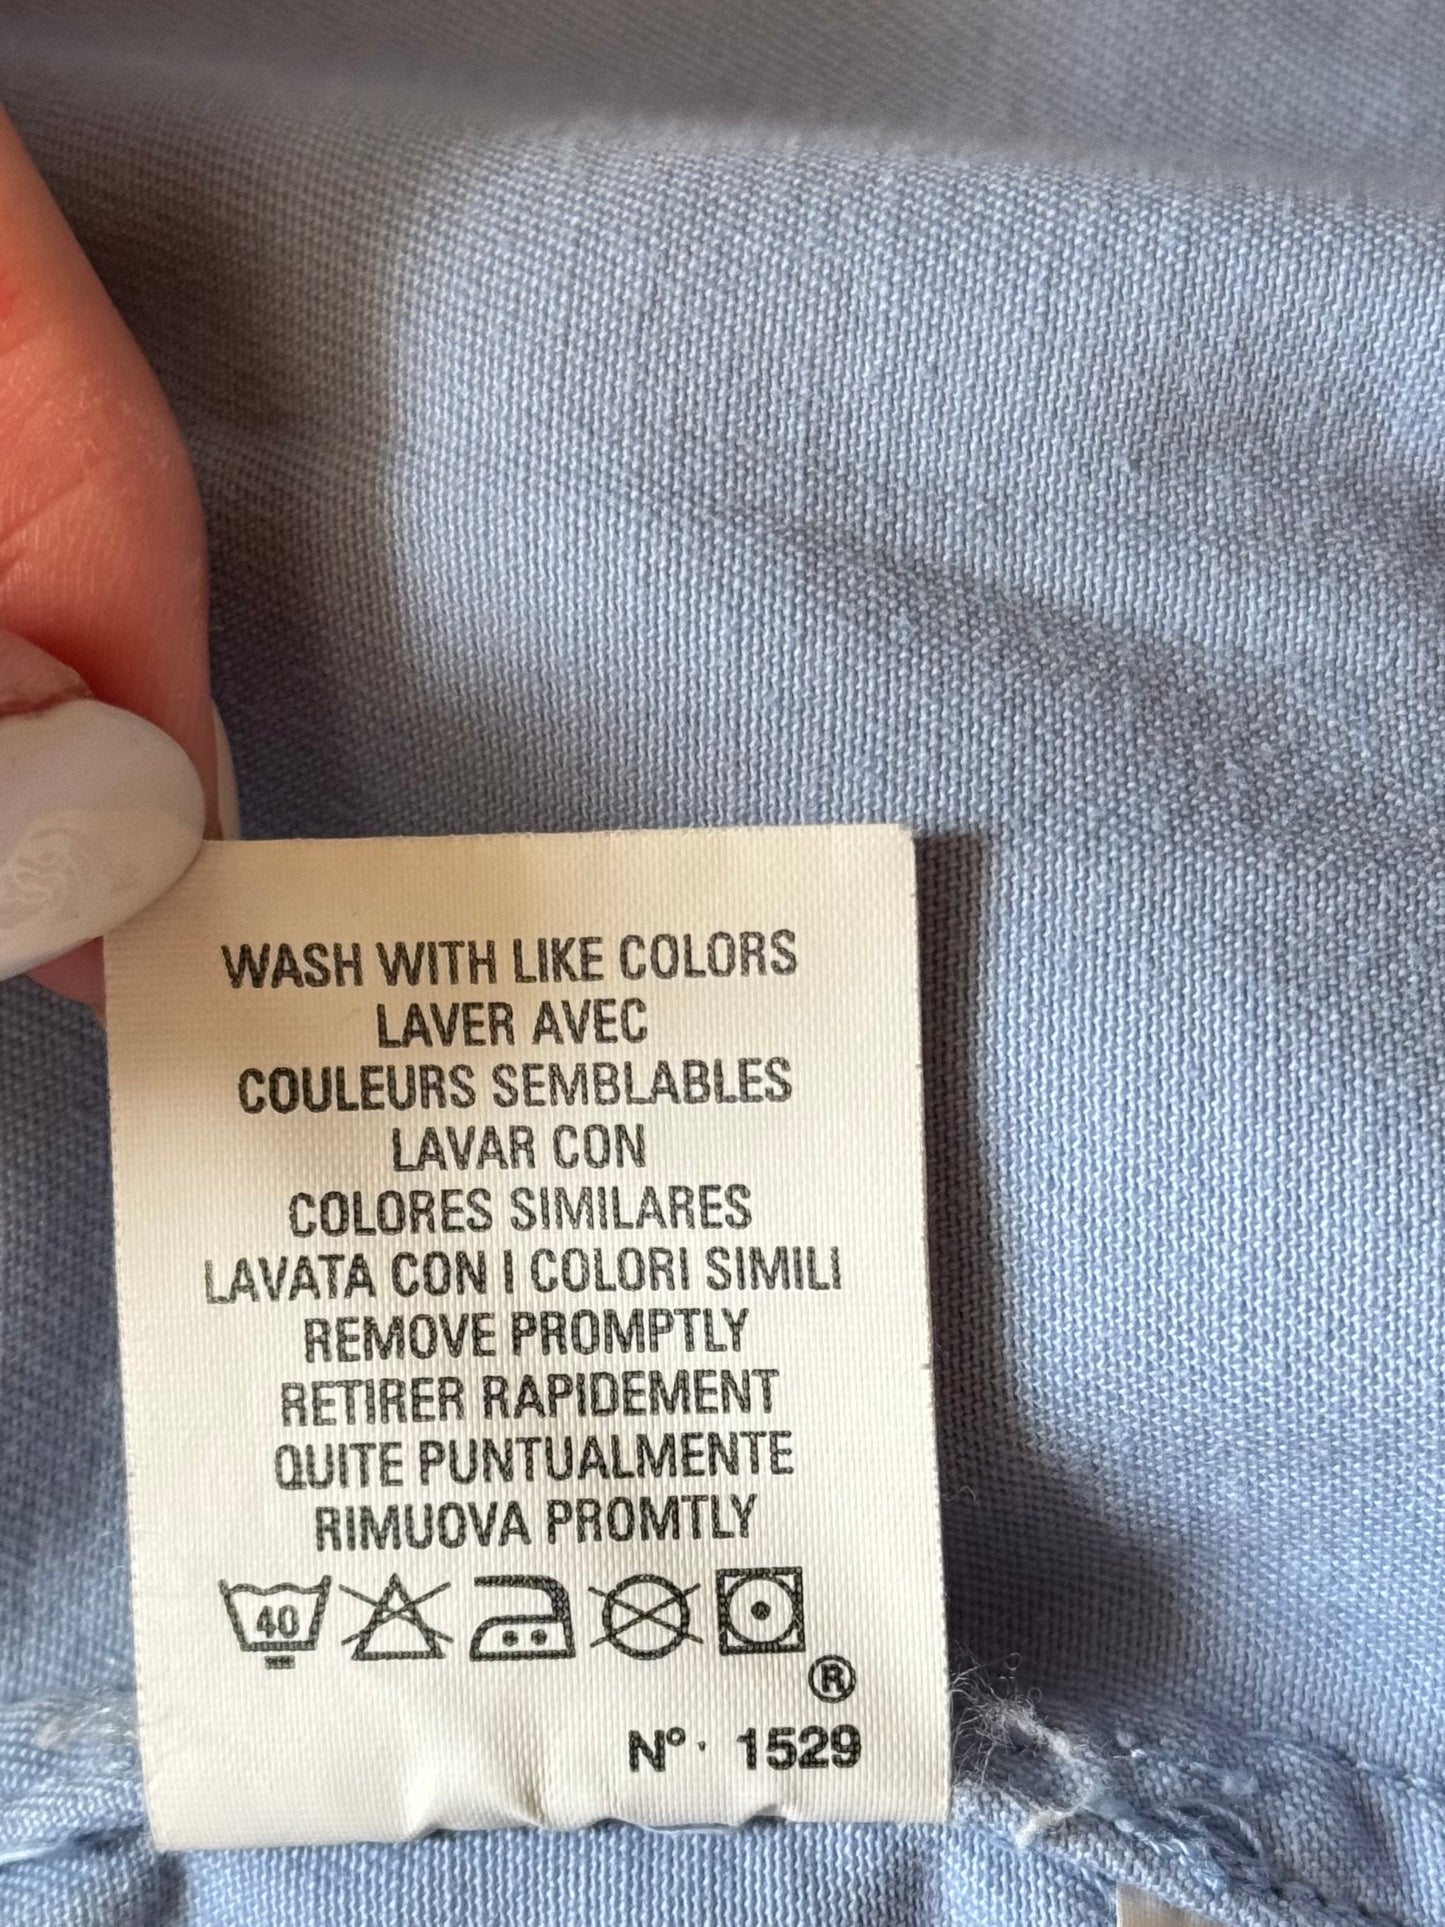 WASH WITH LIKE COLORS
LAVER AVEC
COULEURS SEMBLABLES
LAVAR CON
COLORES SIMILARES
LAVATA CON I COLORI SIMILI
REMOVE PROMPTLY
RETIRER RAPIDEMENT
QUITE PUNTUALMENTE
RIMUOVA PROMTLY
40
®
Nº. 1529